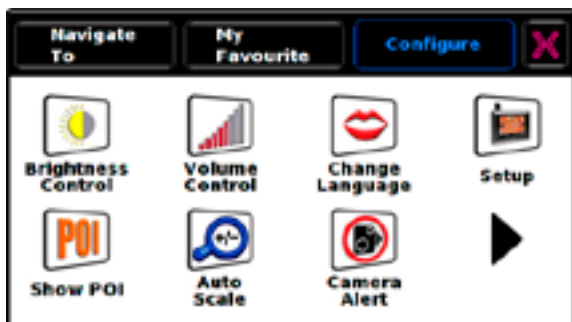 Navigate
To
My
Favourite
Configure
X
Brightness
Control
Volume
Control
Change
Language
Setup
POI
Show POI
+/-
Auto
Scale
Camera
Alert